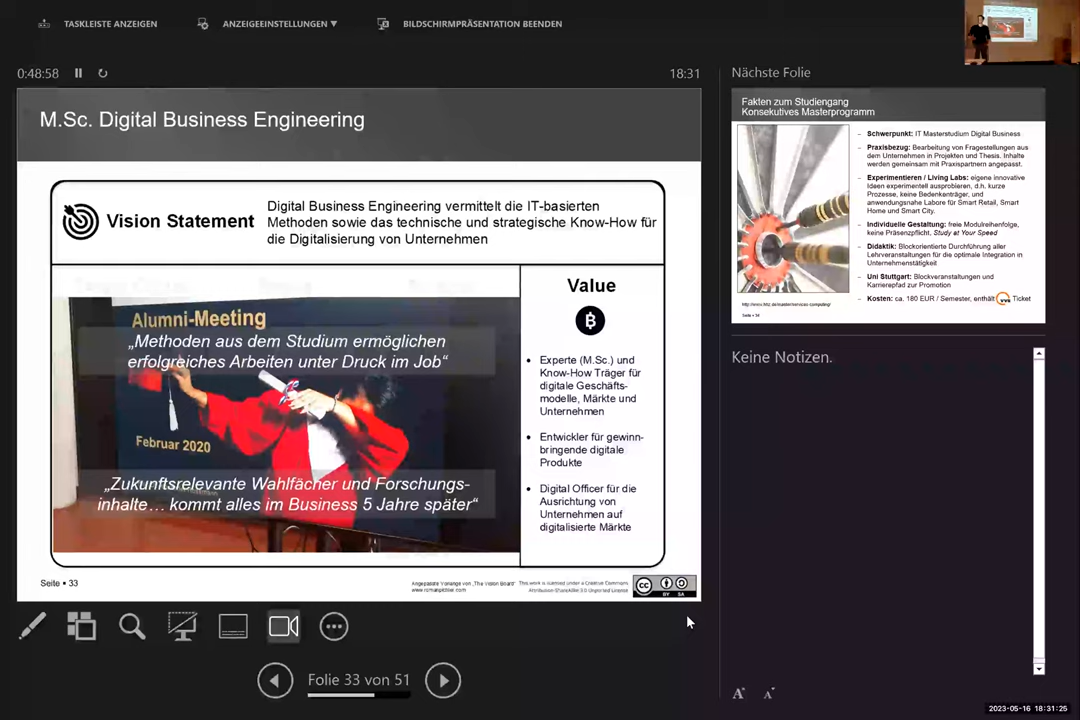 TASKLEISTE ANZEIGEN
ANZEIGEEINSTELLUNGEN ▼
BILDSCHIRMPRÄSENTATION BEENDEN
0:48:58
18:31
M.Sc. Digital Business Engineering
Vision Statement
Digital Business Engineering vermittelt die IT-basierten
Methoden sowie das technische und strategische Know-How für
die Digitalisierung von Unternehmen
Alumni-Meeting
„Methoden aus dem Studium ermöglichen
erfolgreiches Arbeiten unter Druck im Job“
Februar 2020
„Zukunftsrelevante Wahlfächer und Forschungs-
inhalte… kommt alles im Business 5 Jahre später“
Value
• Experte (M.Sc.) und
Know-How Träger für
digitale Geschäfts-
modelle, Märkte und
Unternehmen
• Entwickler für gewinn-
bringende digitale
Produkte
• Digital Officer für die
Ausrichtung von
Unternehmen auf
digitalisierte Märkte
Seite ▪ 33
Angepasste Vorlage von „The Vision Board“
www.romanpichler.com
This work is licensed under a Creative Commons
Attribution-ShareAlike 3.0 Unported License
cc
BY SA
Folie 33 von 51
Nächste Folie
Fakten zum Studiengang
Konsekutives Masterprogramm
– Schwerpunkt: IT Masterstudium Digital Business
– Praxisbezug: Bearbeitung von Fragestellungen aus
dem Unternehmen in Projekten und Thesis. Inhalte
werden gemeinsam mit Praxispartnern angepasst.
– Experimentieren / Living Labs: eigene innovative
Ideen experimentell ausprobieren, d.h. kurze
Prozesse, keine Bedenkenträger, und
anwendungsnahe Labore für Smart Retail, Smart
Home und Smart City.
– Individuelle Gestaltung: freie Modulreihenfolge,
keine Präsenzpflicht, Study at Your Speed
– Didaktik: Blockorientierte Durchführung aller
Lehrveranstaltungen für die optimale Integration in
Unternehmenstätigkeit
– Uni Stuttgart: Blockveranstaltungen und
Karrierepfad zur Promotion
– Kosten: ca. 180 EUR / Semester, enthält VVS Ticket
Seite ▪ 34
Keine Notizen.
2023-05-16 18:31:25